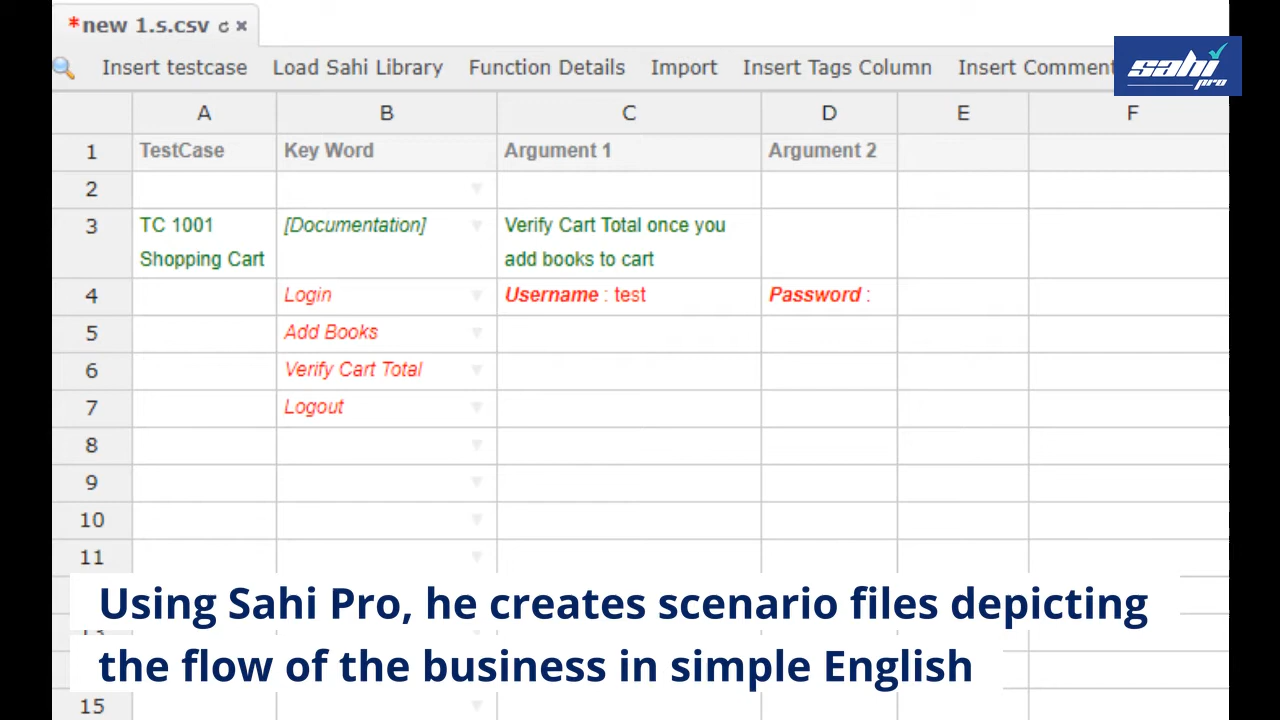 *new 1.s.csv
Insert testcase Load Sahi Library Function Details Import Insert Tags Column Insert Comment
sahi pro
A B C D E F
1 TestCase Key Word Argument 1 Argument 2
2
3 TC 1001 Shopping Cart [Documentation] Verify Cart Total once you add books to cart
4 Login Username : test Password :
5 Add Books
6 Verify Cart Total
7 Logout
8
9
10
11
Using Sahi Pro, he creates scenario files depicting
the flow of the business in simple English
15